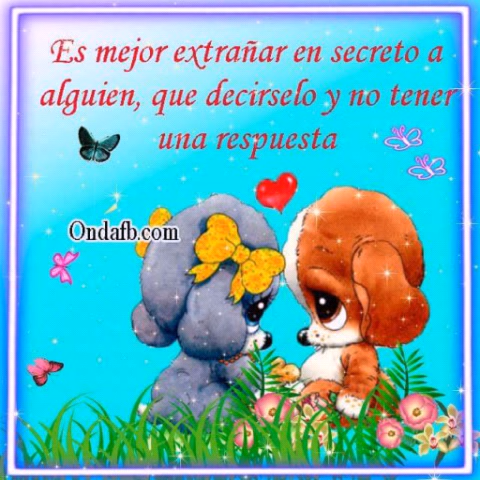 Es mejor extrañar en secreto a
alguien, que decirselo y no tener
una respuesta
Ondafb.com